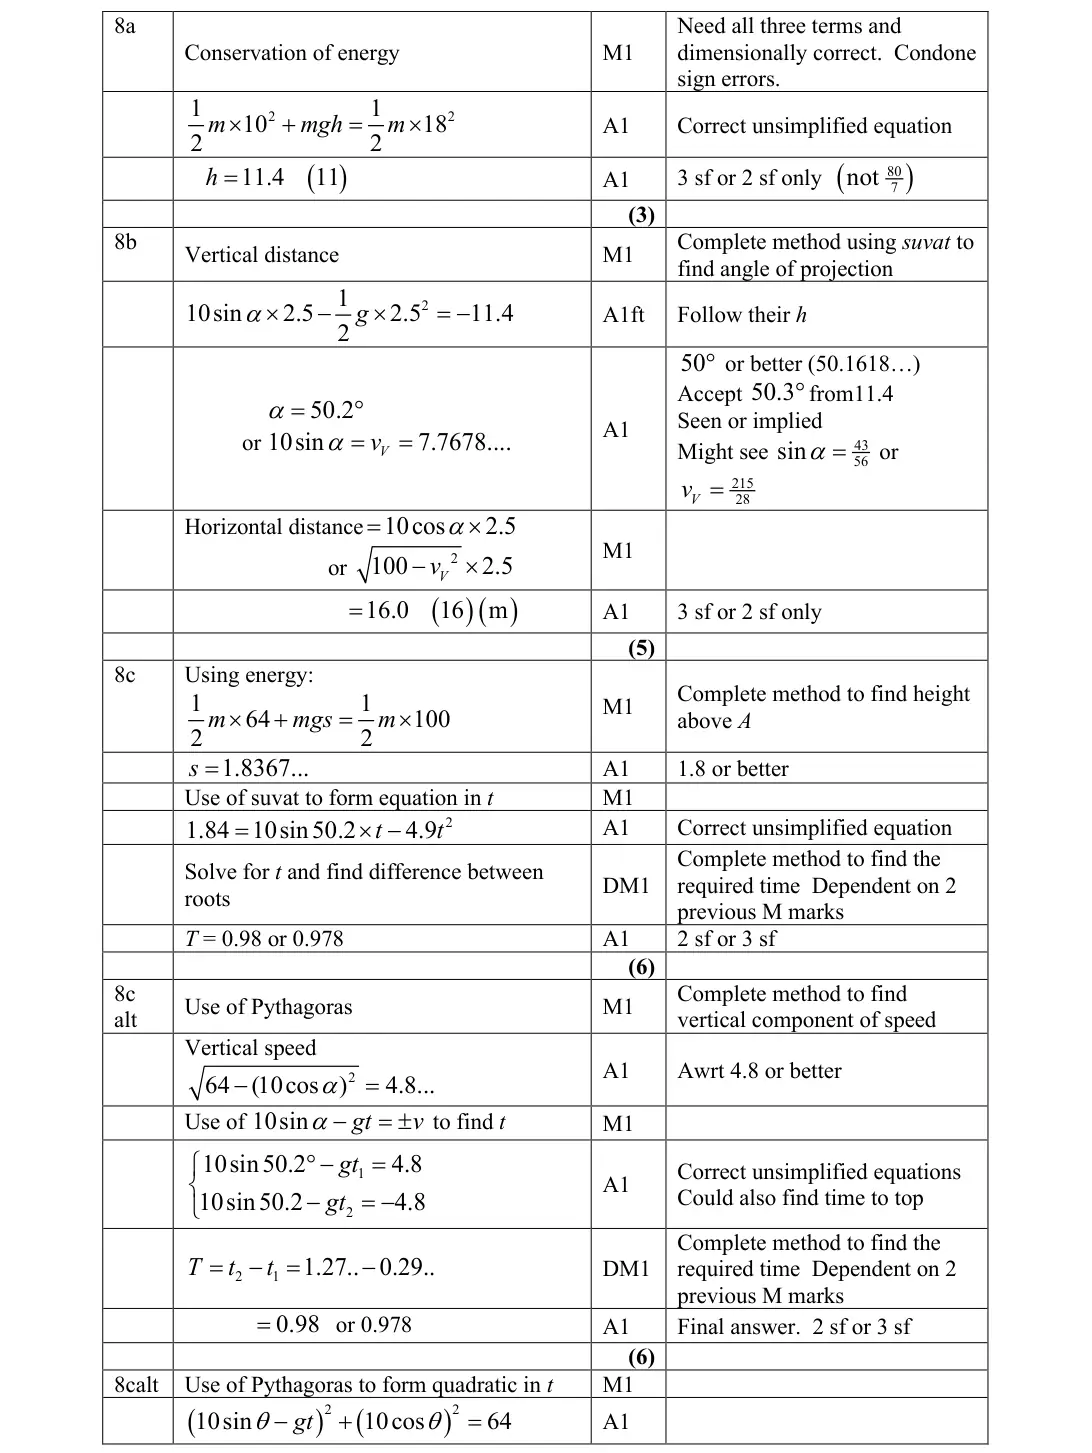 8a
Conservation of energy
M1
Need all three terms and
dimensionally correct. Condone
sign errors.
1/2 m×10² + mgh = 1/2 m×18²
A1
Correct unsimplified equation
h = 11.4 (11)
A1
3 sf or 2 sf only (not 80/7)
(3)
8b
Vertical distance
M1
Complete method using suvat to
find angle of projection
10 sin α × 2.5 − 1/2 g × 2.5² = −11.4
A1ft
Follow their h
α = 50.2°
or 10 sin α = v_V = 7.7678....
A1
50° or better (50.1618…)
Accept 50.3° from11.4
Seen or implied
Might see sin α = 43/56 or
v_V = 215/28
Horizontal distance = 10 cos α × 2.5
or √(100 − v_V²) × 2.5
M1
= 16.0 (16)(m)
A1
3 sf or 2 sf only
(5)
8c
Using energy:
1/2 m × 64 + mgs = 1/2 m × 100
M1
Complete method to find height
above A
s = 1.8367...
A1
1.8 or better
Use of suvat to form equation in t
M1
1.84 = 10 sin 50.2 × t − 4.9t²
A1
Correct unsimplified equation
Solve for t and find difference between
roots
DM1
Complete method to find the
required time Dependent on 2
previous M marks
T = 0.98 or 0.978
A1
2 sf or 3 sf
(6)
8c
alt
Use of Pythagoras
M1
Complete method to find
vertical component of speed
Vertical speed
√(64 − (10 cos α)²) = 4.8...
A1
Awrt 4.8 or better
Use of 10 sin α − gt = ±v to find t
M1
{10 sin 50.2° − gt₁ = 4.8
10 sin 50.2 − gt₂ = −4.8
A1
Correct unsimplified equations
Could also find time to top
T = t₂ − t₁ = 1.27.. − 0.29..
DM1
Complete method to find the
required time Dependent on 2
previous M marks
= 0.98 or 0.978
A1
Final answer. 2 sf or 3 sf
(6)
8calt
Use of Pythagoras to form quadratic in t
M1
(10 sin θ − gt)² + (10 cos θ)² = 64
A1